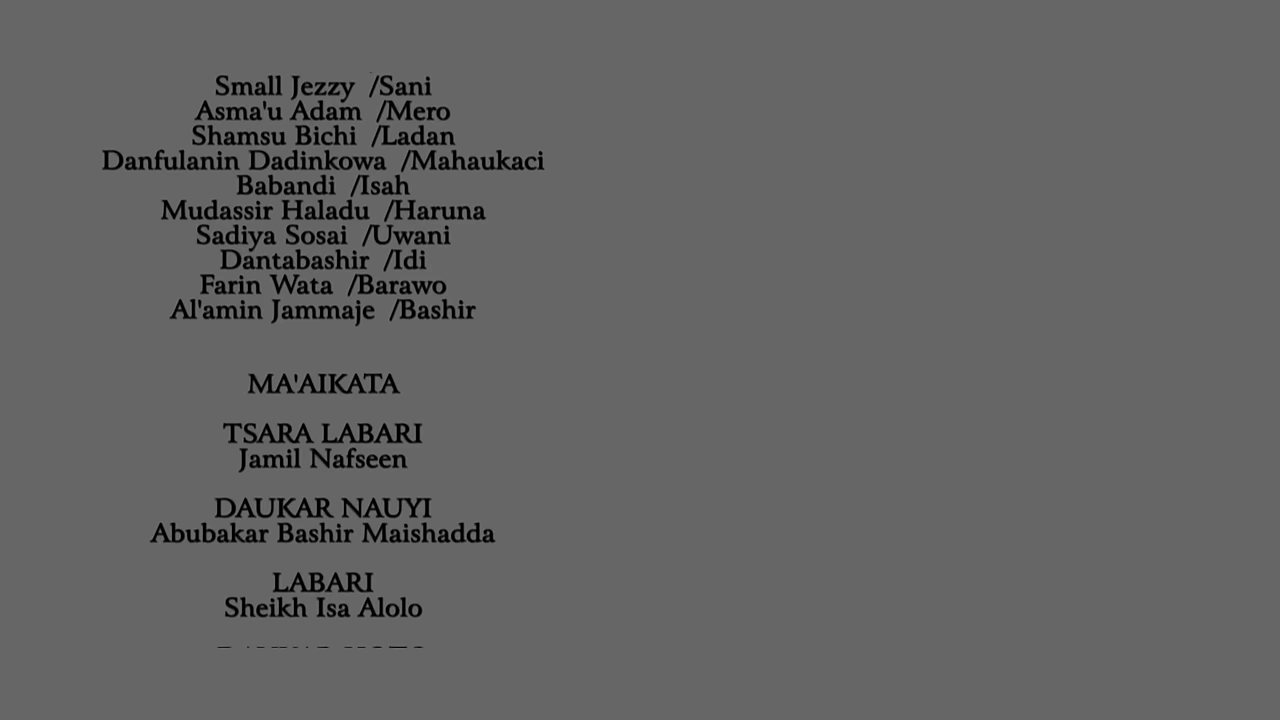 Small Jezzy /Sani
Asma'u Adam /Mero
Shamsu Bichi /Ladan
Danfulanin Dadinkowa /Mahaukaci
Babandi /Isah
Mudassir Haladu /Haruna
Sadiya Sosai /Uwani
Dantabashir /Idi
Farin Wata /Barawo
Al'amin Jammaje /Bashir
MA'AIKATA
TSARA LABARI
Jamil Nafseen
DAUKAR NAUYI
Abubakar Bashir Maishadda
LABARI
Sheikh Isa Alolo